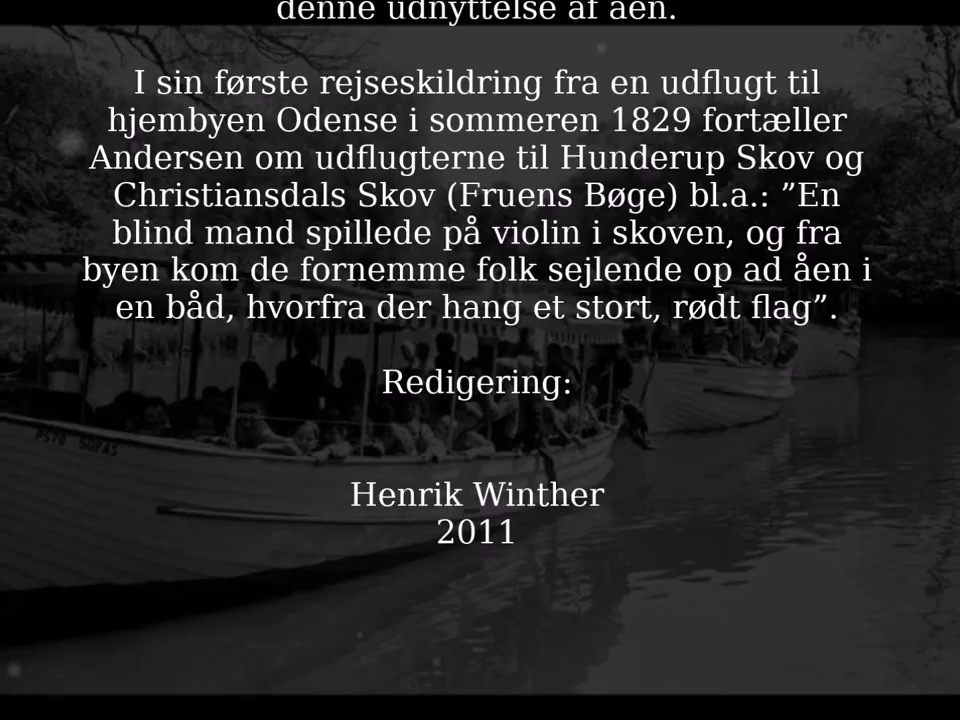 denne udnyttelse af åen.
I sin første rejseskildring fra en udflugt til
hjembyen Odense i sommeren 1829 fortæller
Andersen om udflugterne til Hunderup Skov og
Christiansdals Skov (Fruens Bøge) bl.a.: ”En
blind mand spillede på violin i skoven, og fra
byen kom de fornemme folk sejlende op ad åen i
en båd, hvorfra der hang et stort, rødt flag”.
Redigering:
Henrik Winther
2011